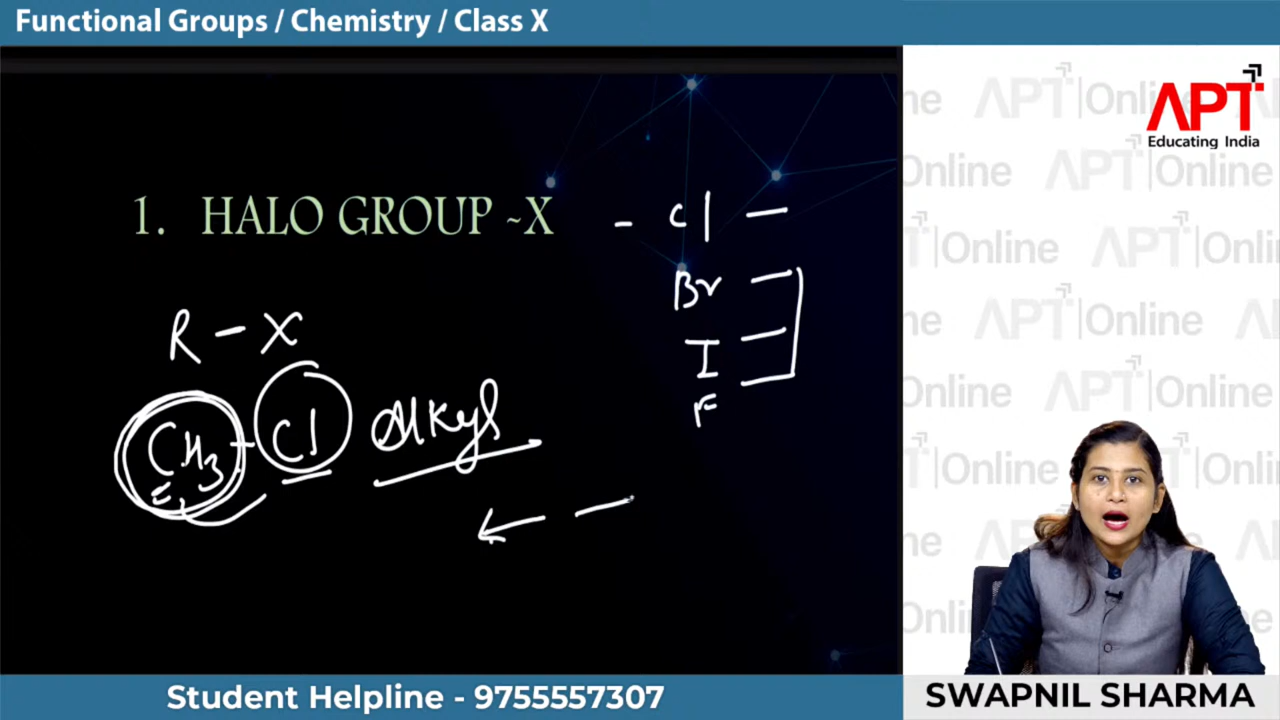 Functional Groups / Chemistry / Class X
APT
Educating India
1. HALO GROUP ~X
- Cl -
Br -
I -
F
R - X
CH3 - Cl Alkyl
Student Helpline - 9755557307
SWAPNIL SHARMA
APT|Online